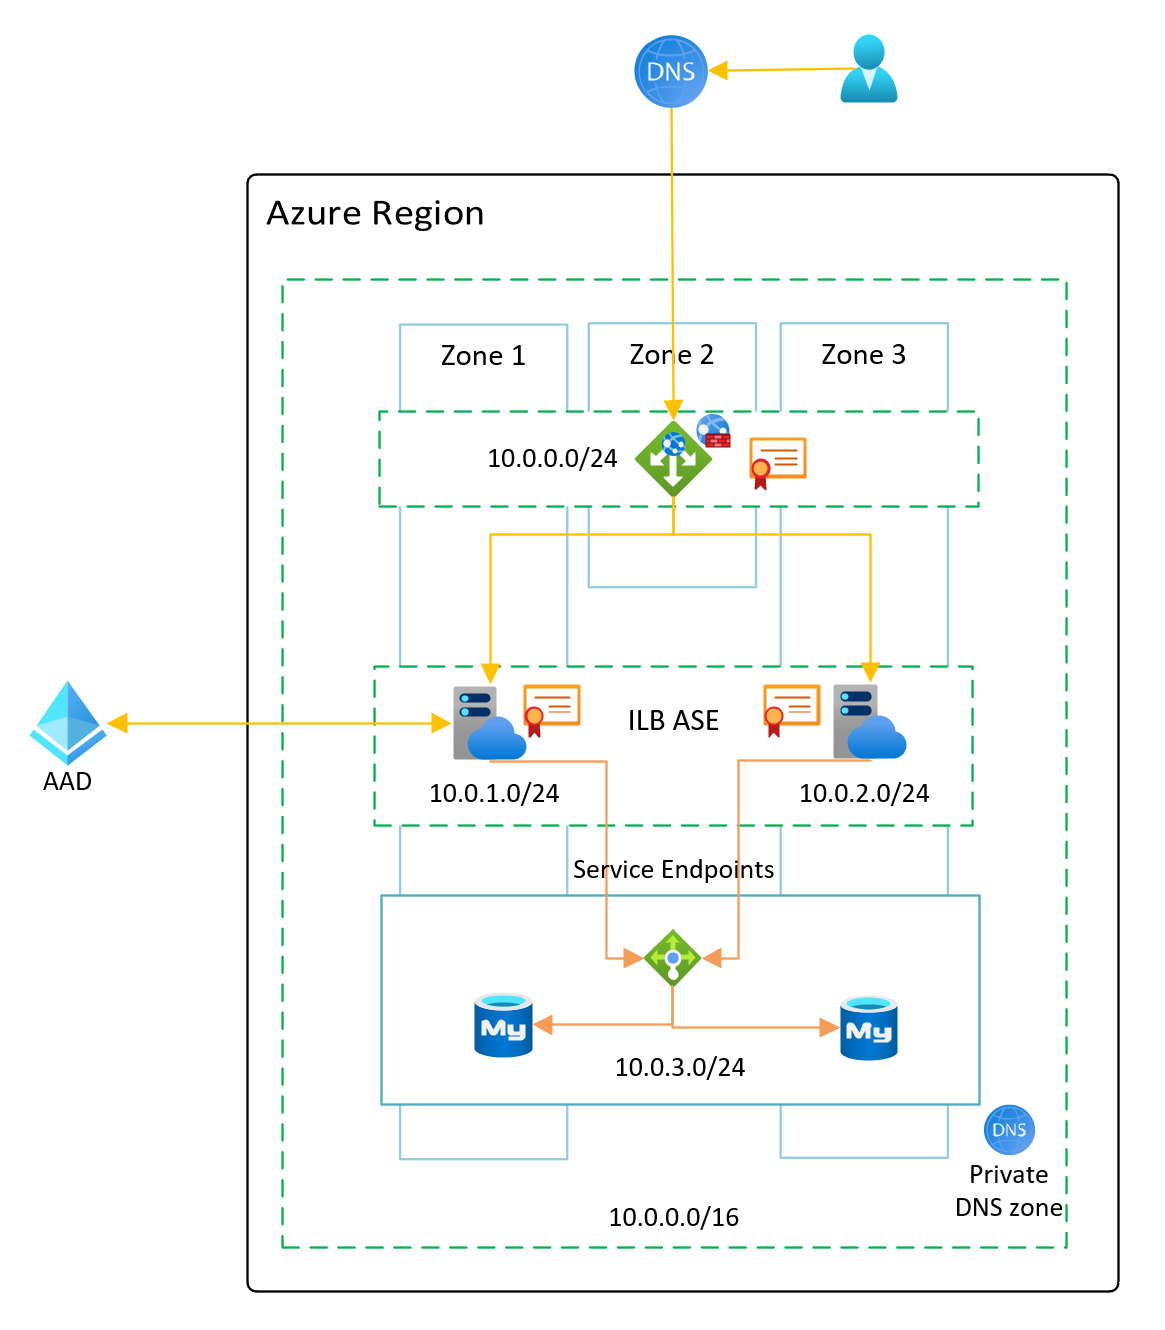 DNS
Azure Region
Zone 1
Zone 2
Zone 3
10.0.0.0/24
ILB ASE
AAD
10.0.1.0/24
10.0.2.0/24
Service Endpoints
My
My
10.0.3.0/24
DNS
Private
DNS zone
10.0.0.0/16